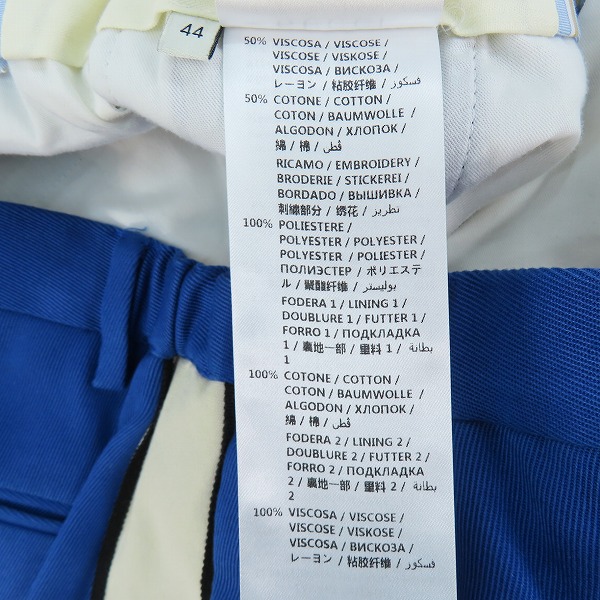 44
50% VISCOSA / VISCOSE /
VISCOSE / VISKOSE /
VISCOSA / ВИСКОЗА /
レーヨン / 粘胶纤维 / فسكوز
50% COTONE / COTTON /
COTON / BAUMWOLLE /
ALGODON / ХЛОПОК /
綿 / 棉 / قطن
RICAMO / EMBROIDERY /
BRODERIE / STICKEREI /
BORDADO / ВЫШИВКА /
刺繍部分 / 绣花 / تطريز
100% POLIESTERE /
POLYESTER / POLYESTER /
POLYESTER / POLIESTER /
ПОЛИЭСТЕР / ポリエステ
ル / 聚酯纤维 / بوليستر
FODERA 1 / LINING 1 /
DOUBLURE 1 / FUTTER 1 /
FORRO 1 / ПОДКЛАДКА
1 / 裏地一部 / 里料 1 / بطانة
1
100% COTONE / COTTON /
COTON / BAUMWOLLE /
ALGODON / ХЛОПОК /
綿 / 棉 / قطن
FODERA 2 / LINING 2 /
DOUBLURE 2 / FUTTER 2 /
FORRO 2 / ПОДКЛАДКА
2 / 裏地一部 / 里料 2 / بطانة
2
100% VISCOSA / VISCOSE /
VISCOSE / VISKOSE /
VISCOSA / ВИСКОЗА /
レーヨン / 粘胶纤维 / فسكوز